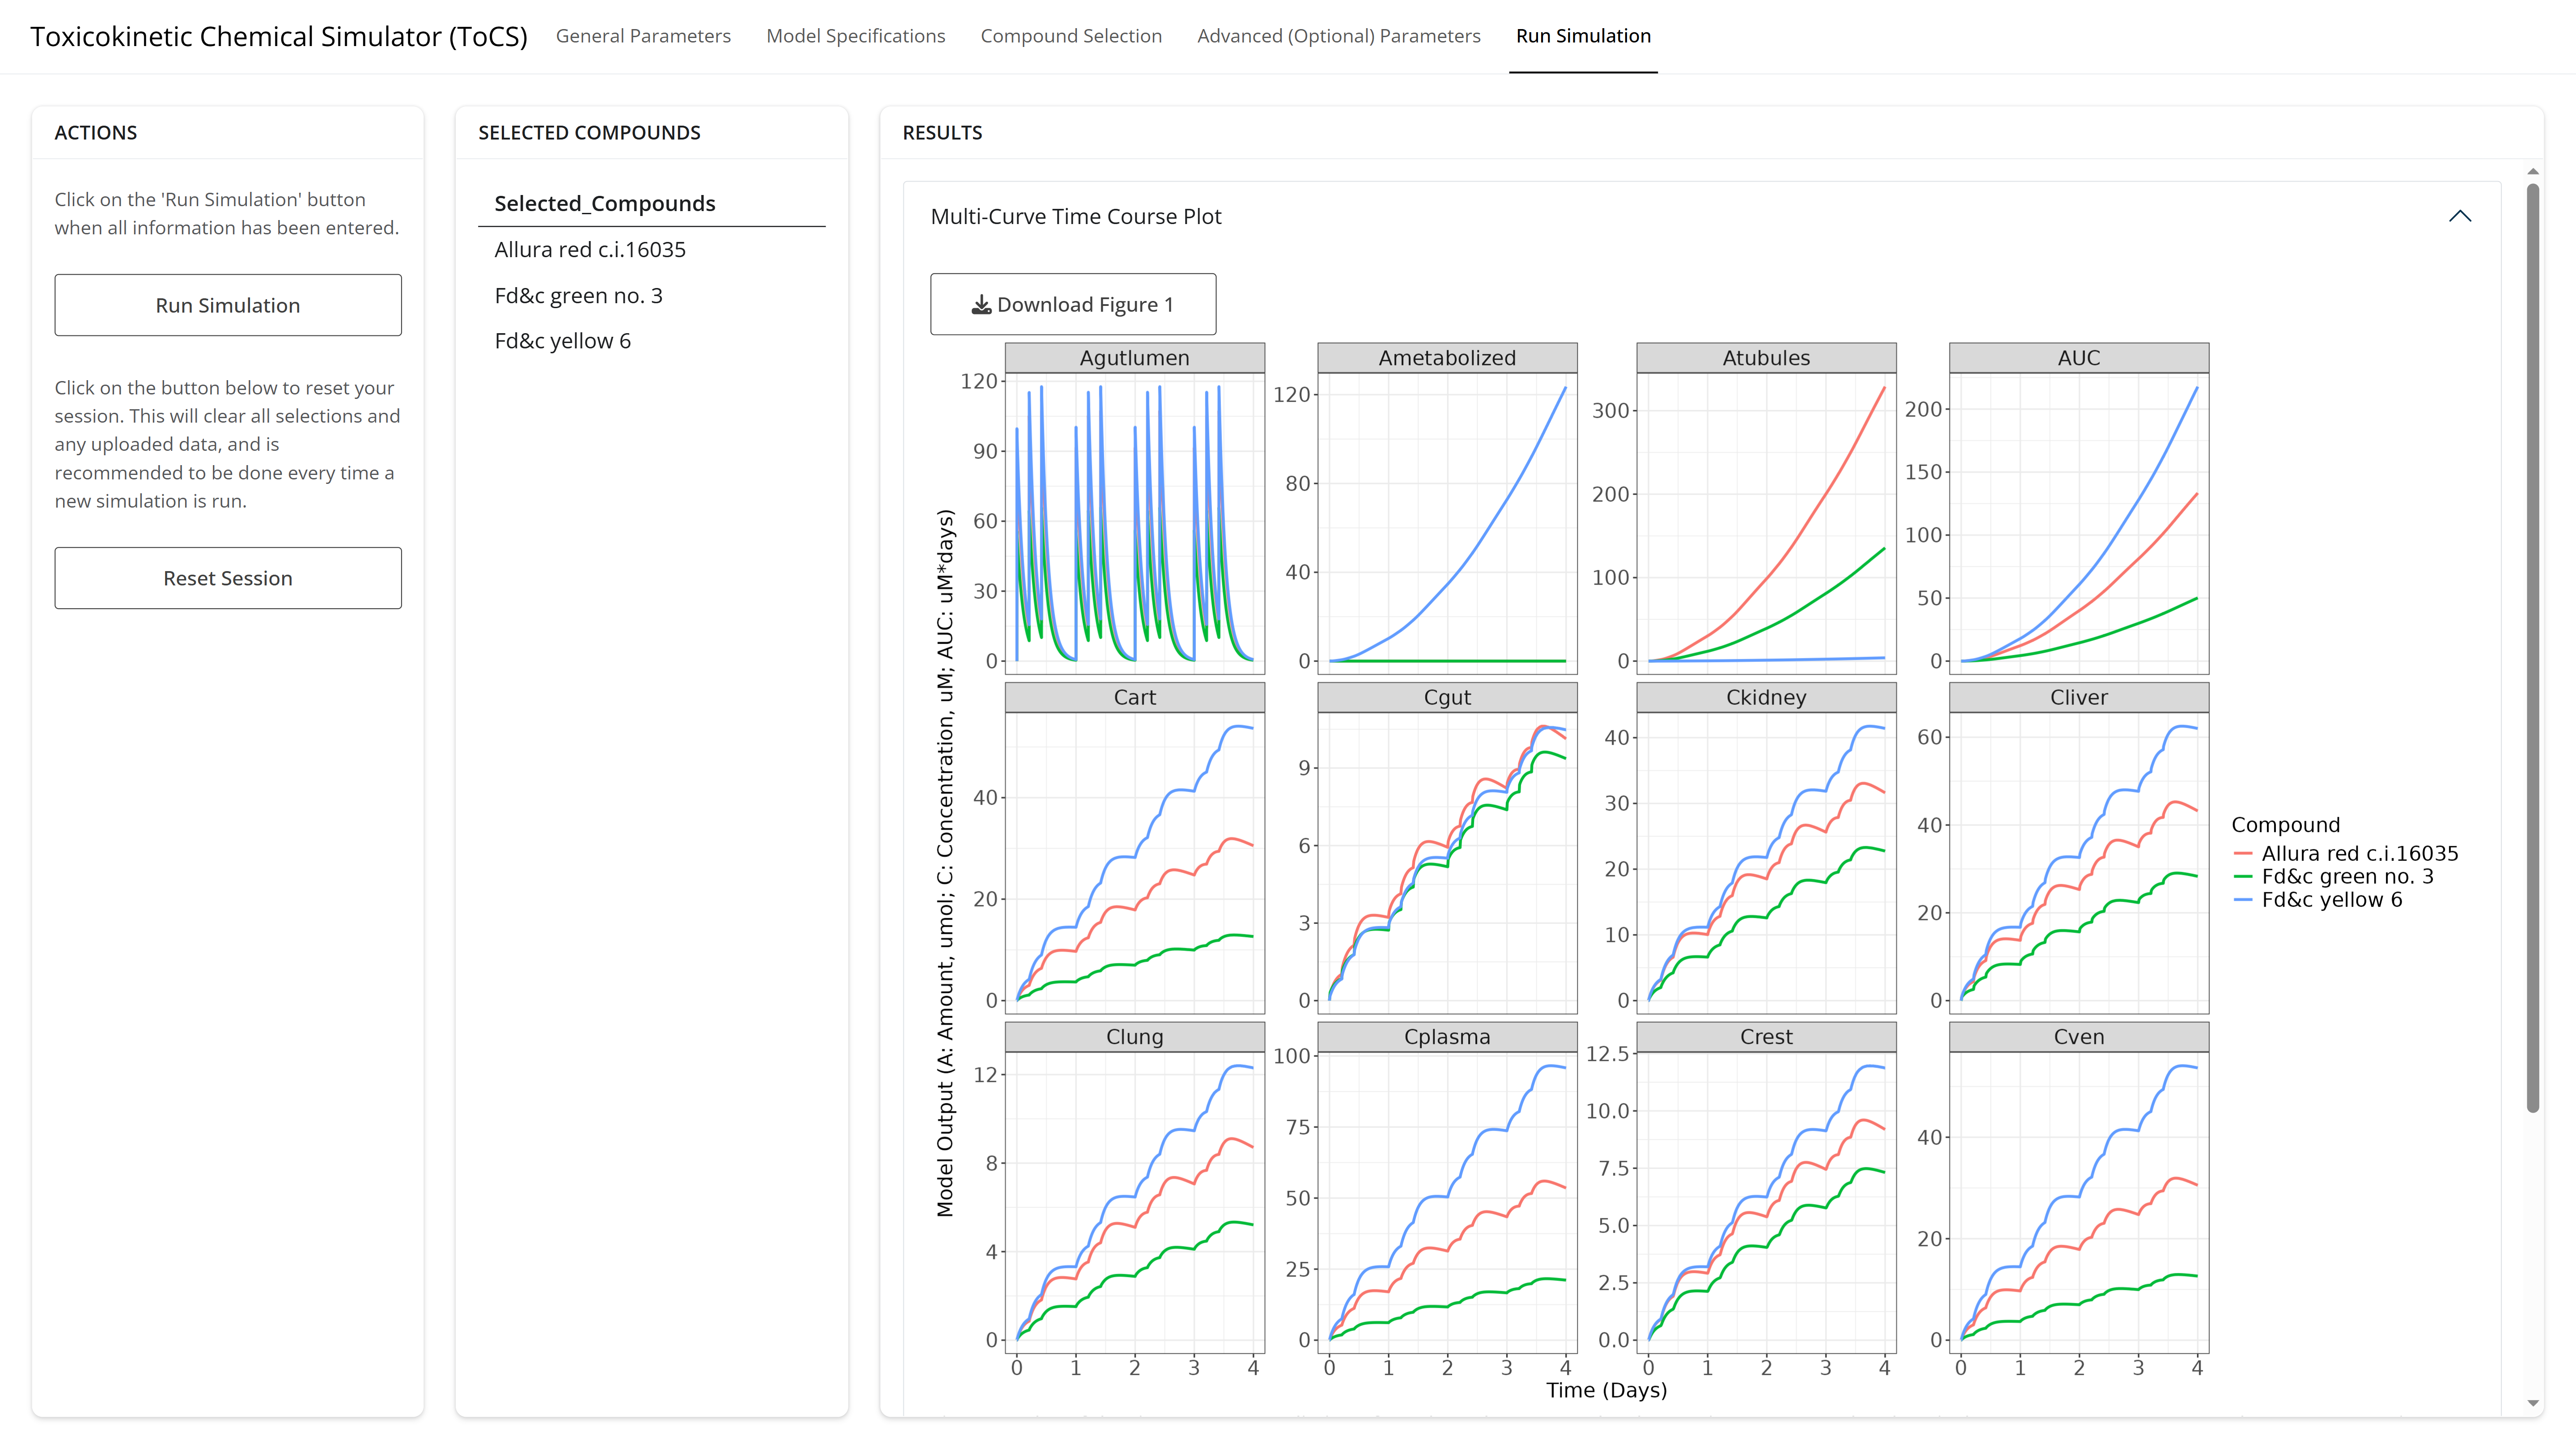 Toxicokinetic Chemical Simulator (ToCS)
General Parameters
Model Specifications
Compound Selection
Advanced (Optional) Parameters
Run Simulation
ACTIONS
Click on the 'Run Simulation' button
when all information has been entered.
Run Simulation
Click on the button below to reset your
session. This will clear all selections and
any uploaded data, and is
recommended to be done every time a
new simulation is run.
Reset Session
SELECTED COMPOUNDS
Selected_Compounds
Allura red c.i.16035
Fd&c green no. 3
Fd&c yellow 6
RESULTS
Multi-Curve Time Course Plot
Download Figure 1
Model Output (A: Amount, umol; C: Concentration, uM; AUC: uM*days)
Agutlumen
120
90
60
30
0
Ametabolized
120
80
40
0
Atubules
300
200
100
0
AUC
200
150
100
50
0
Cart
40
20
0
Cgut
9
6
3
0
Ckidney
40
30
20
10
0
Cliver
60
40
20
0
Clung
12
8
4
0
Cplasma
100
75
50
25
0
Crest
12.5
10.0
7.5
5.0
2.5
0.0
Cven
40
20
0
0 1 2 3 4
0 1 2 3 4
0 1 2 3 4
0 1 2 3 4
Time (Days)
Compound
Allura red c.i.16035
Fd&c green no. 3
Fd&c yellow 6